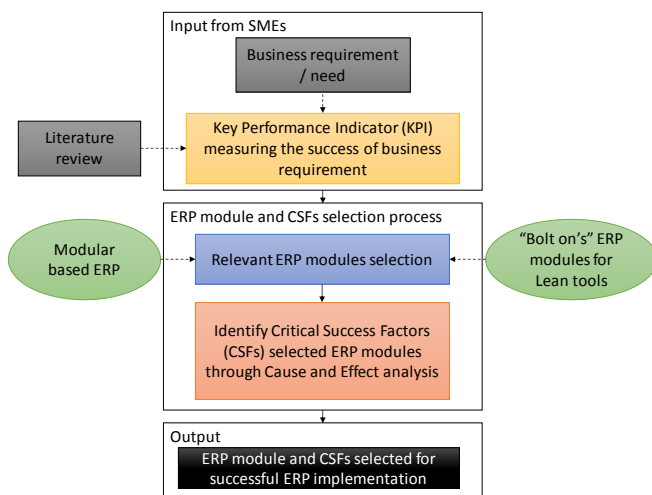 Input from SMEs
Business requirement
/ need
Literature
review
Key Performance Indicator (KPI)
measuring the success of business
requirement
ERP module and CSFs selection process
Modular
based ERP
Relevant ERP modules selection
“Bolt on’s” ERP
modules for
Lean tools
Identify Critical Success Factors
(CSFs) selected ERP modules
through Cause and Effect analysis
Output
ERP module and CSFs selected for
successful ERP implementation